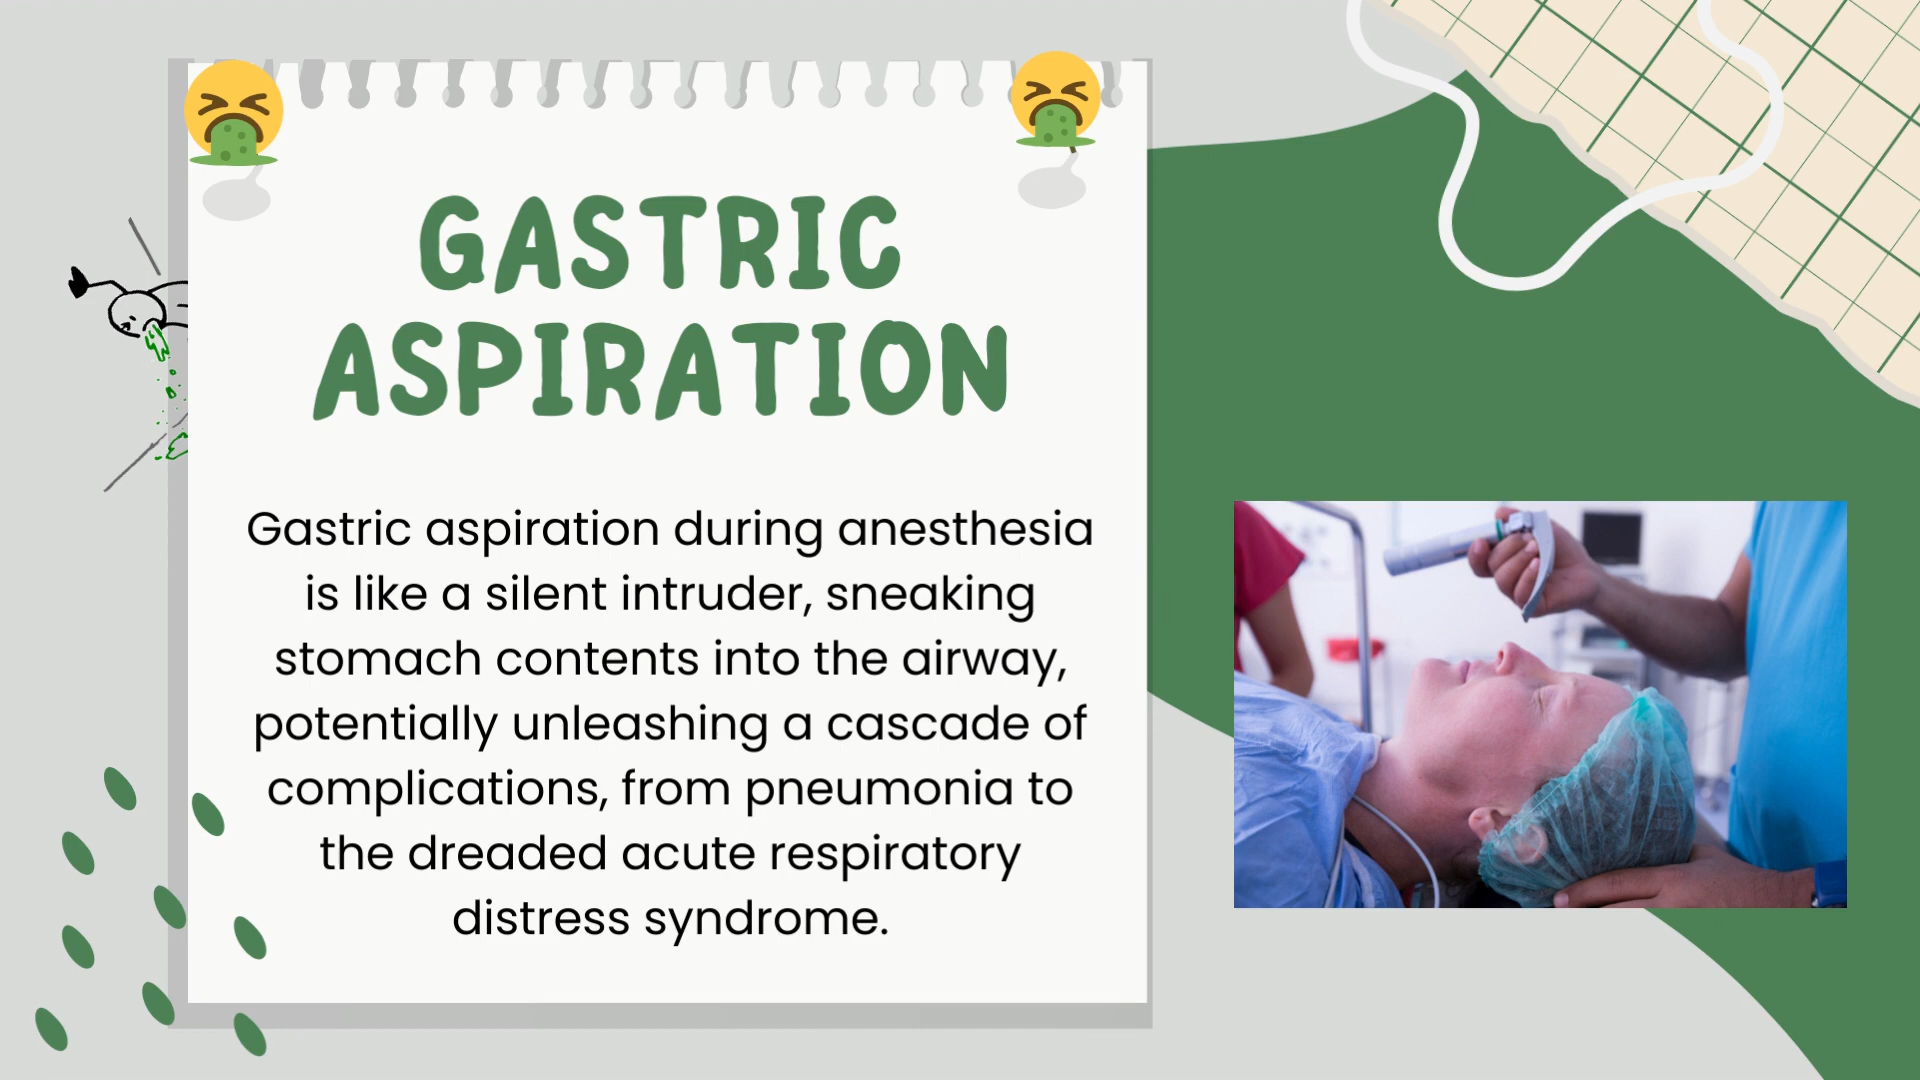 GASTRIC
ASPIRATION
Gastric aspiration during anesthesia
is like a silent intruder, sneaking
stomach contents into the airway,
potentially unleashing a cascade of
complications, from pneumonia to
the dreaded acute respiratory
distress syndrome.